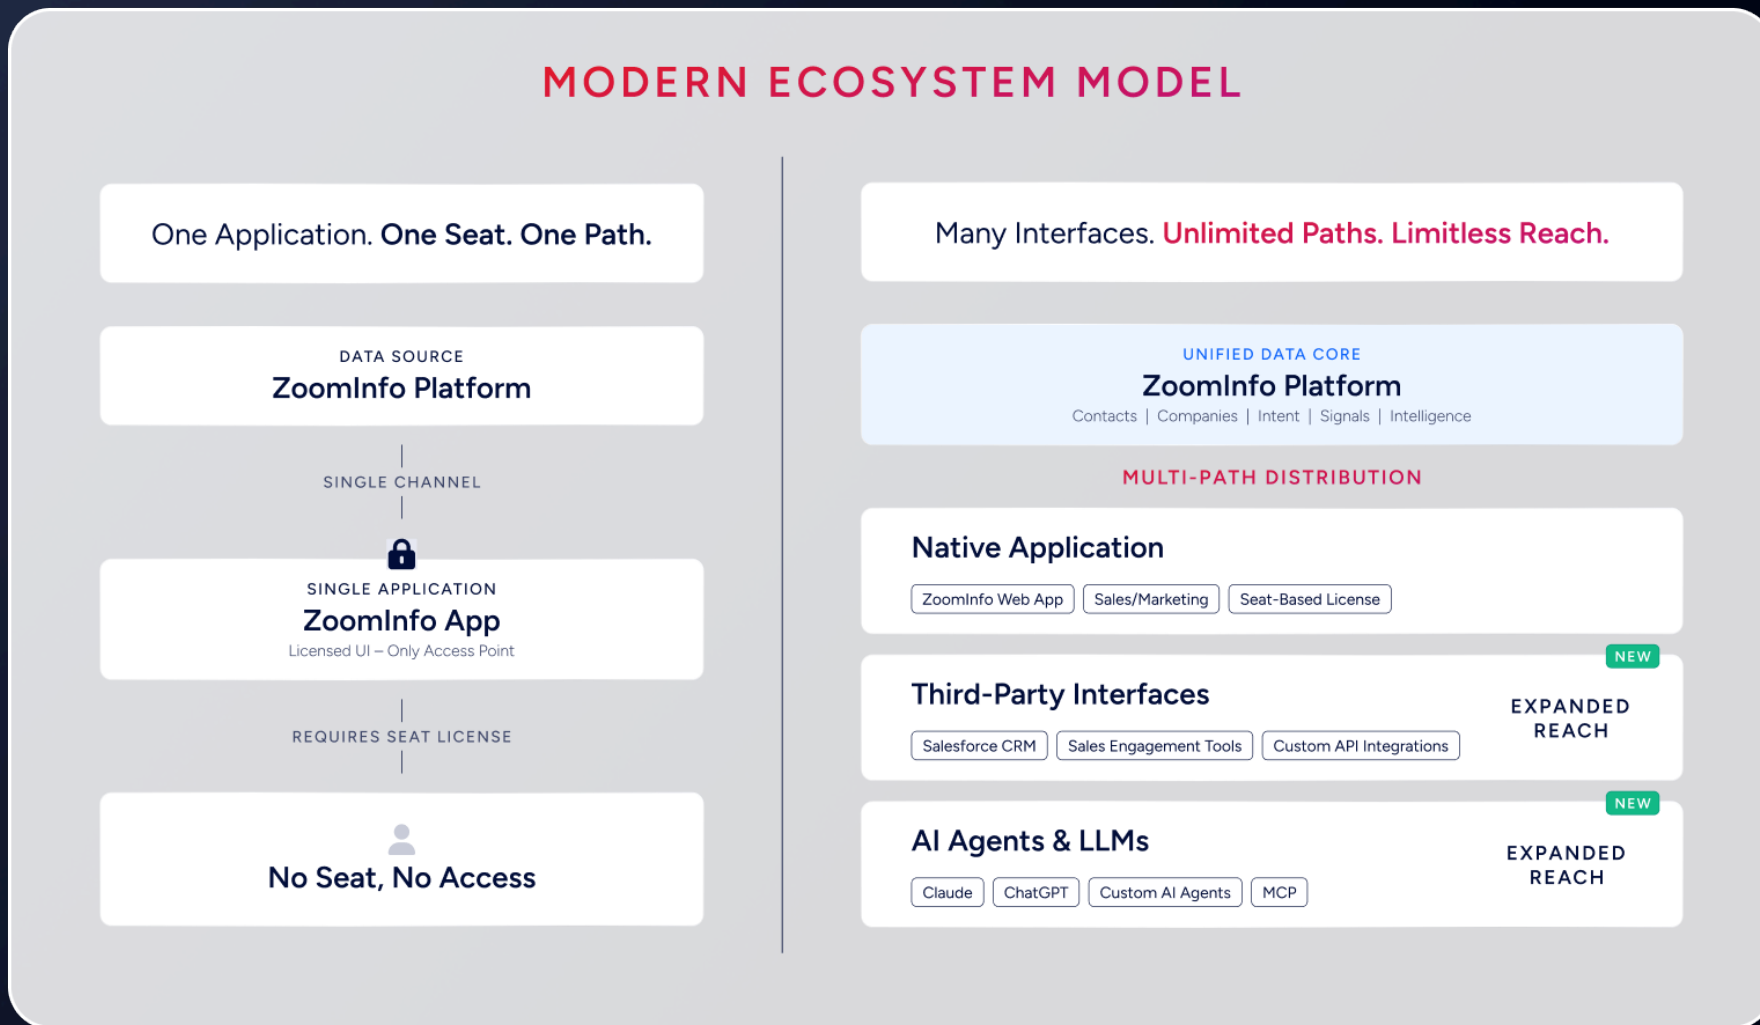 MODERN ECOSYSTEM MODEL
One Application. One Seat. One Path.
DATA SOURCE
ZoomInfo Platform
SINGLE CHANNEL
SINGLE APPLICATION
ZoomInfo App
Licensed UI – Only Access Point
REQUIRES SEAT LICENSE
No Seat, No Access
Many Interfaces. Unlimited Paths. Limitless Reach.
UNIFIED DATA CORE
ZoomInfo Platform
Contacts | Companies | Intent | Signals | Intelligence
MULTI-PATH DISTRIBUTION
Native Application
ZoomInfo Web App
Sales/Marketing
Seat-Based License
NEW
Third-Party Interfaces
Salesforce CRM
Sales Engagement Tools
Custom API Integrations
EXPANDED
REACH
NEW
AI Agents & LLMs
Claude
ChatGPT
Custom AI Agents
MCP
EXPANDED
REACH